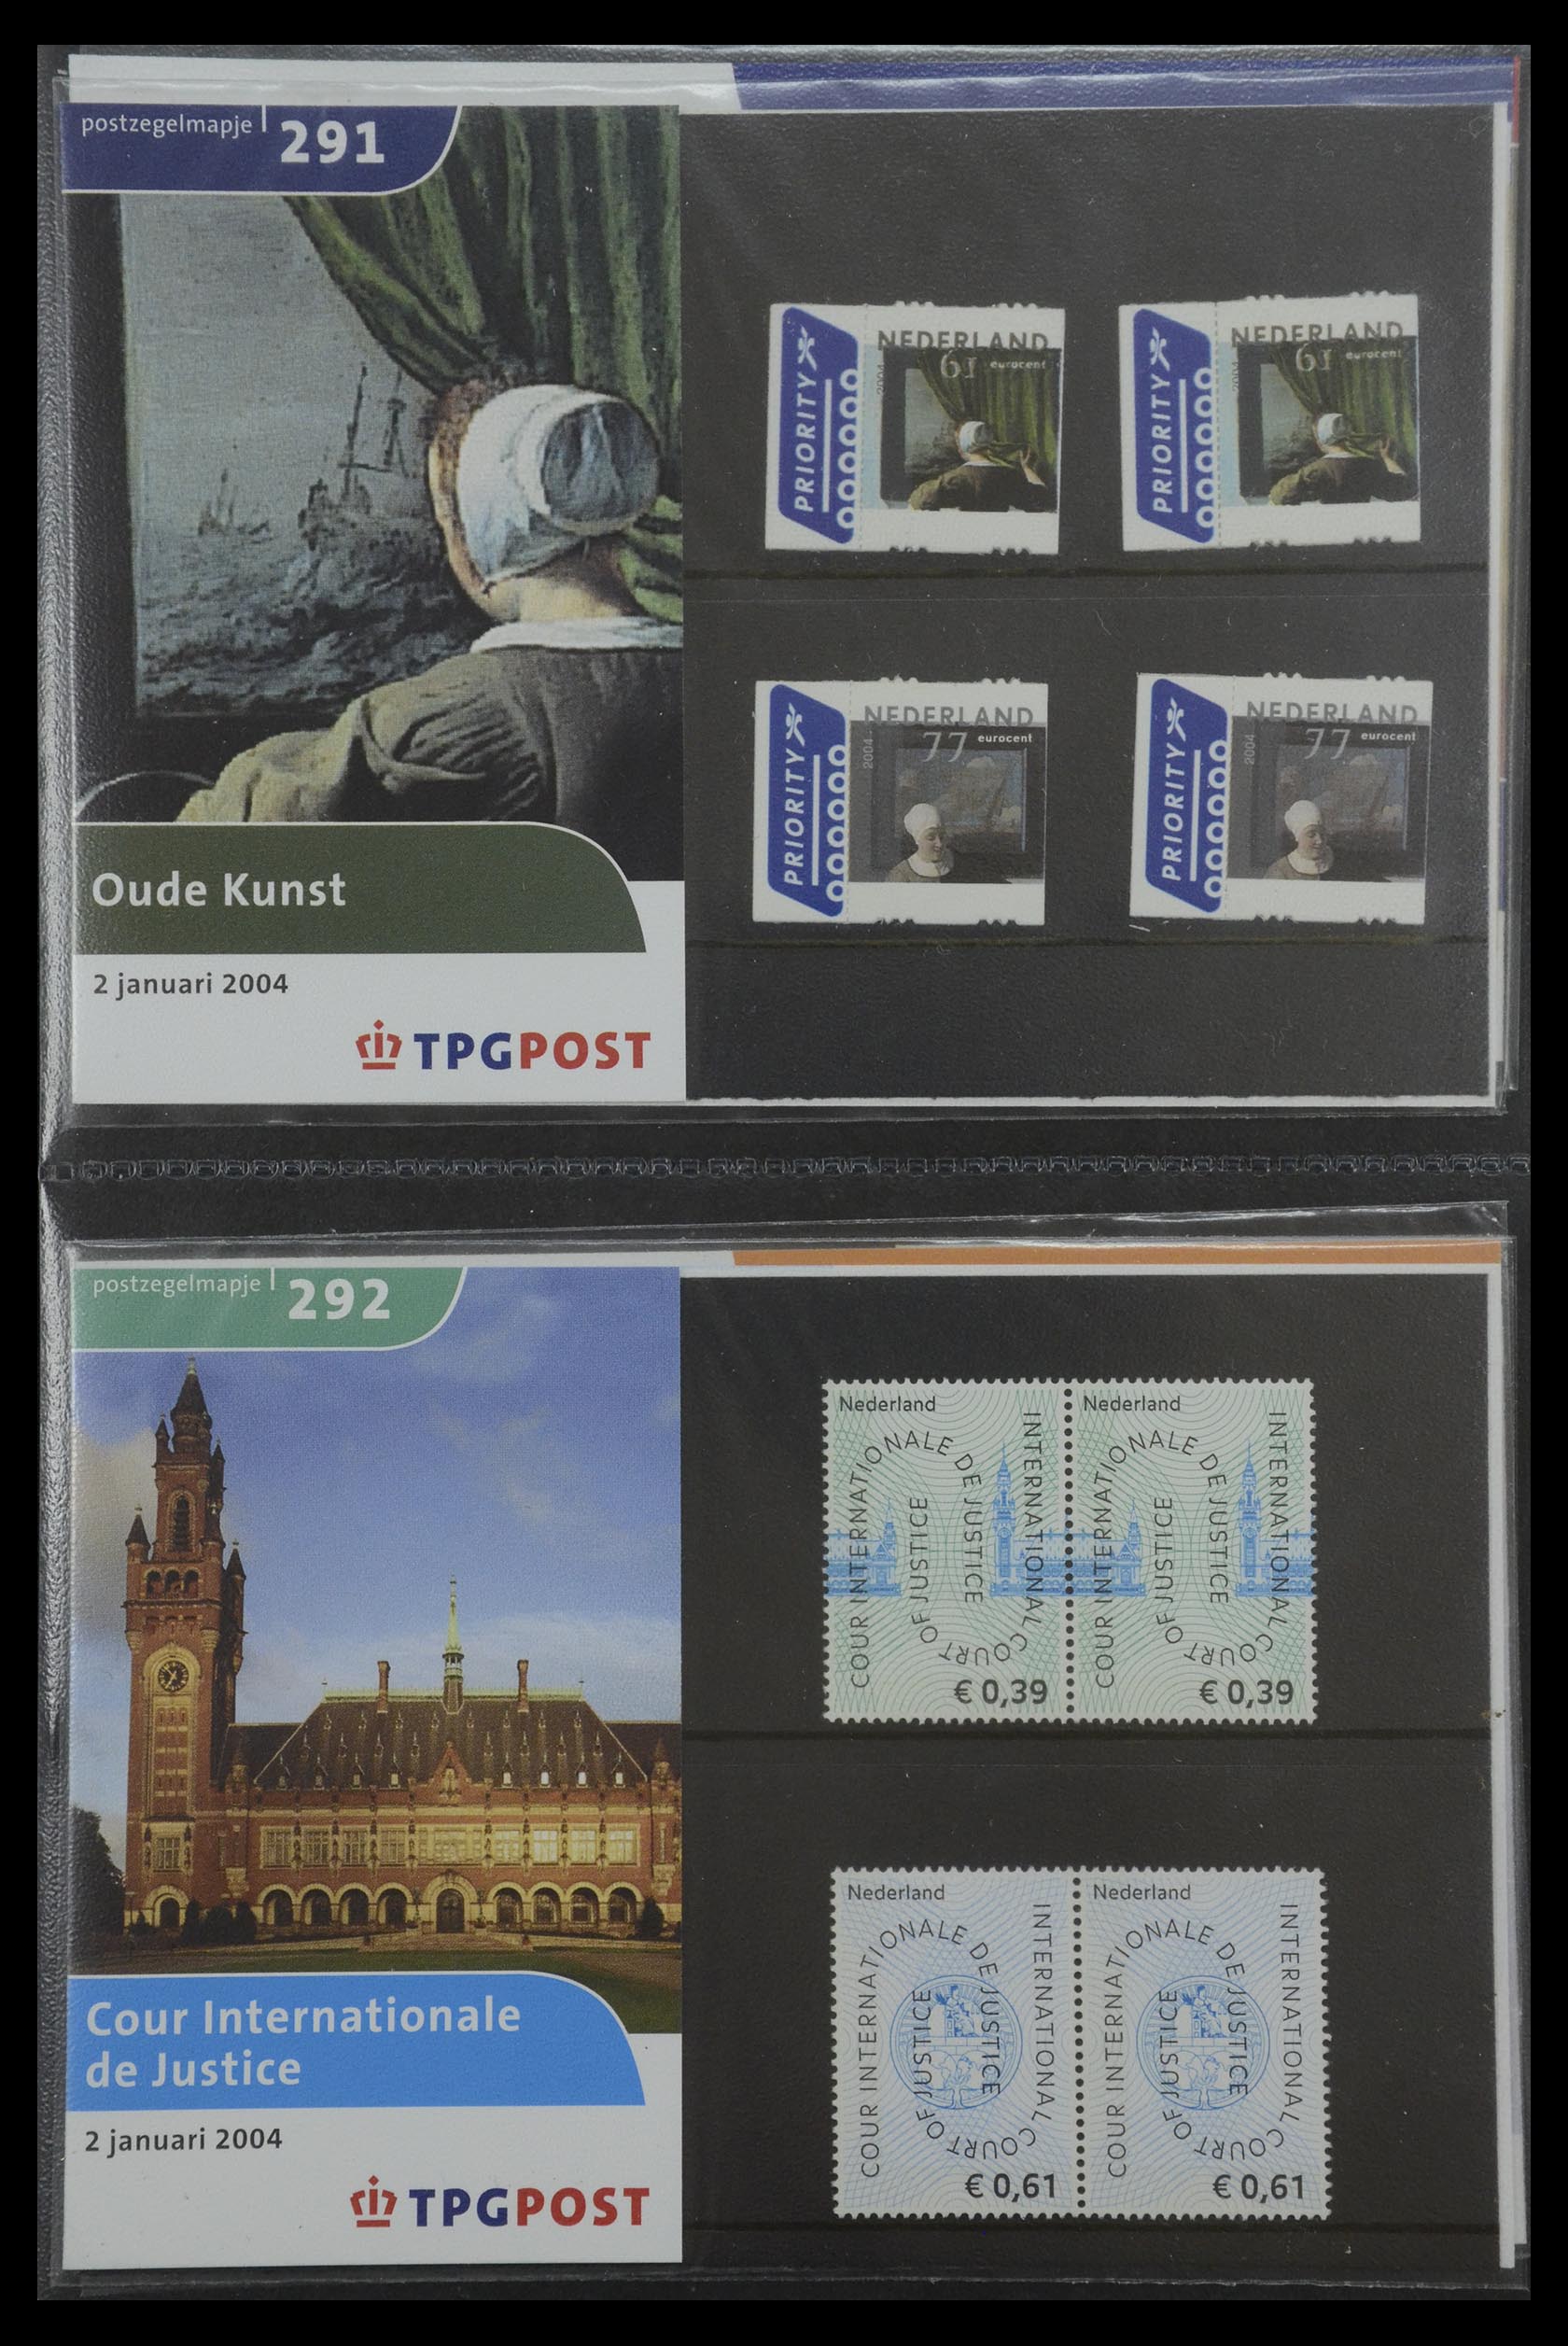 postzegelmapje 291
PRIORITY
NEDERLAND
2004
61 eurocent
PRIORITY
NEDERLAND
2004
61 eurocent
PRIORITY
NEDERLAND
2004
77 eurocent
PRIORITY
NEDERLAND
2004
77 eurocent
Oude Kunst
2 januari 2004
TPGPOST
postzegelmapje 292
Nederland
COUR INTERNATIONALE DE JUSTICE
INTERNATIONAL COURT OF JUSTICE
€ 0,39
Nederland
COUR INTERNATIONALE DE JUSTICE
INTERNATIONAL COURT OF JUSTICE
€ 0,39
Nederland
COUR INTERNATIONALE DE JUSTICE
INTERNATIONAL COURT OF JUSTICE
€ 0,61
Nederland
COUR INTERNATIONALE DE JUSTICE
INTERNATIONAL COURT OF JUSTICE
€ 0,61
Cour Internationale
de Justice
2 januari 2004
TPGPOST